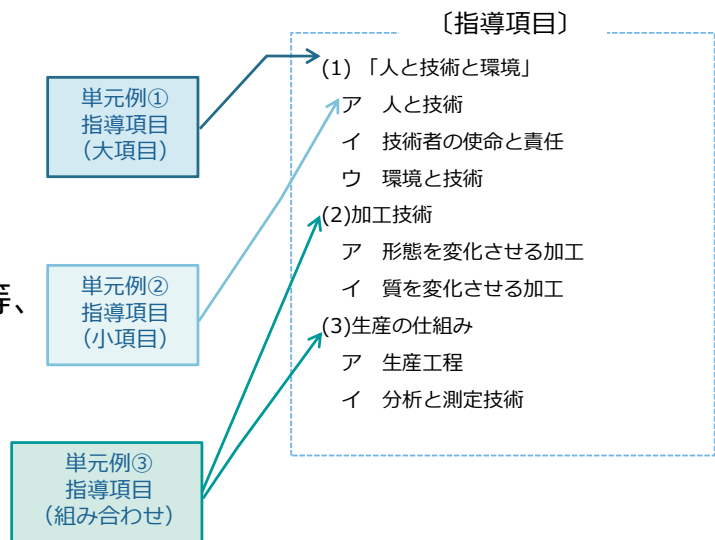 〔指導項目〕
(1) 「人と技術と環境」
ア 人と技術
イ 技術者の使命と責任
ウ 環境と技術
(2)加工技術
ア 形態を変化させる加工
イ 質を変化させる加工
(3)生産の仕組み
ア 生産工程
イ 分析と測定技術
単元例①
指導項目
（大項目）
等、
単元例②
指導項目
（小項目）
単元例③
指導項目
（組み合わせ）